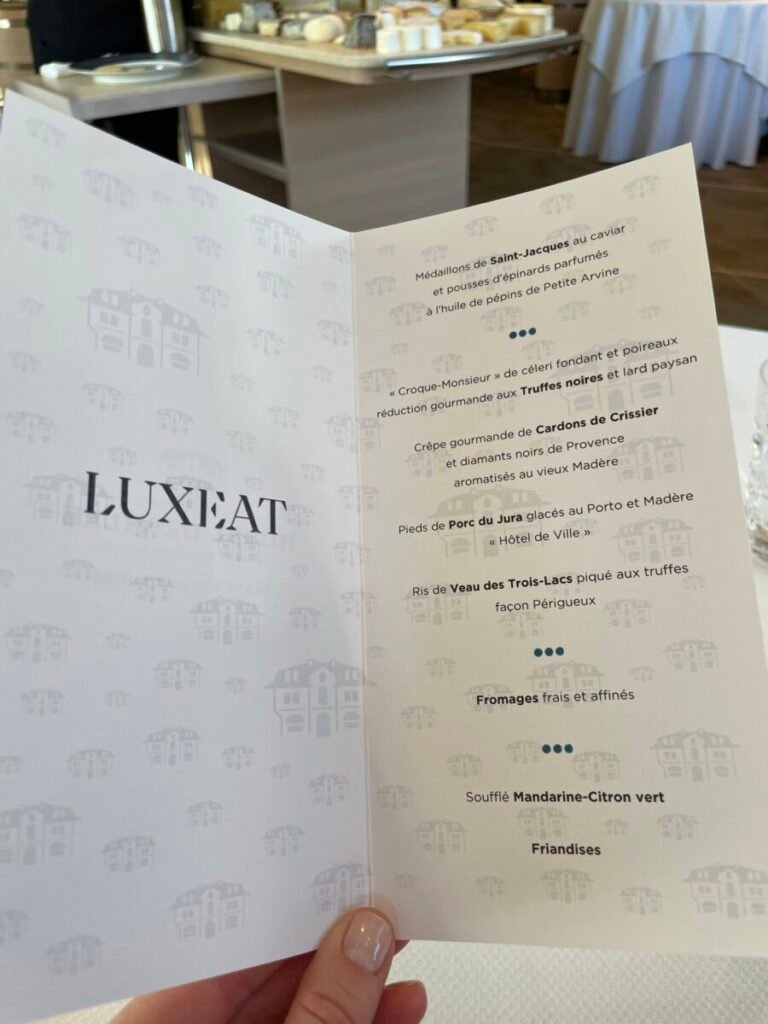 LUXEAT
Médaillons de Saint-Jacques au caviar
et pousses d'épinards parfumés
à l'huile de pépins de Petite Arvine
« Croque-Monsieur » de céleri fondant et poireaux
réduction gourmande aux Truffes noires et lard paysan
Crêpe gourmande de Cardons de Crissier
et diamants noirs de Provence
aromatisés au vieux Madère
Pieds de Porc du Jura glacés au Porto et Madère
« Hôtel de Ville »
Ris de Veau des Trois-Lacs piqué aux truffes
façon Périgueux
Fromages frais et affinés
Soufflé Mandarine-Citron vert
Friandises